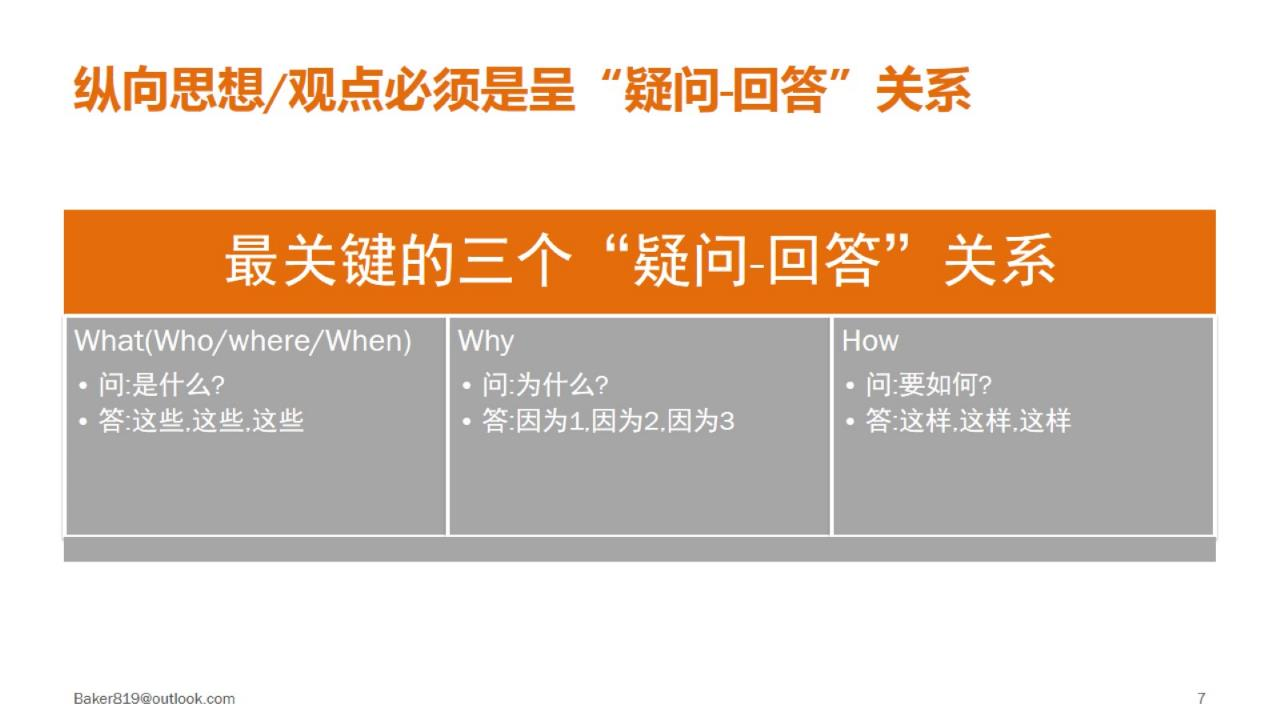 纵向思想/观点必须是呈“疑问-回答”关系
最关键的三个“疑问-回答”关系
What(Who/where/When)
• 问:是什么?
• 答:这些,这些,这些
Why
• 问:为什么?
• 答:因为1,因为2,因为3
How
• 问:要如何?
• 答:这样,这样,这样
Baker819@outlook.com
7